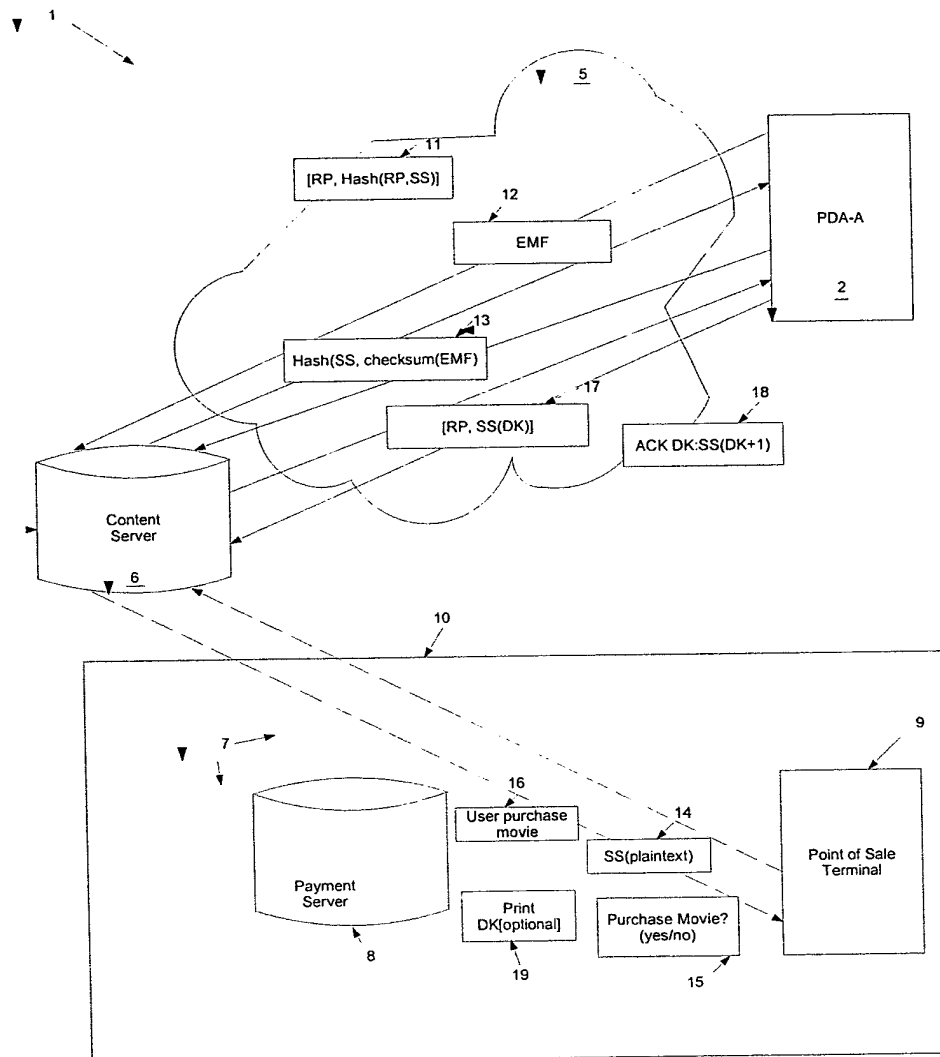 1
5
11
[RP, Hash(RP,SS)]
12
EMF
PDA-A
2
13
Hash(SS, checksum(EMF)
17
[RP, SS(DK)]
18
ACK DK:SS(DK+1)
Content
Server
6
10
7
9
16
User purchase
movie
14
SS(plaintext)
Point of Sale
Terminal
Payment
Server
8
Print
DK[optional]
19
Purchase Movie?
(yes/no)
15